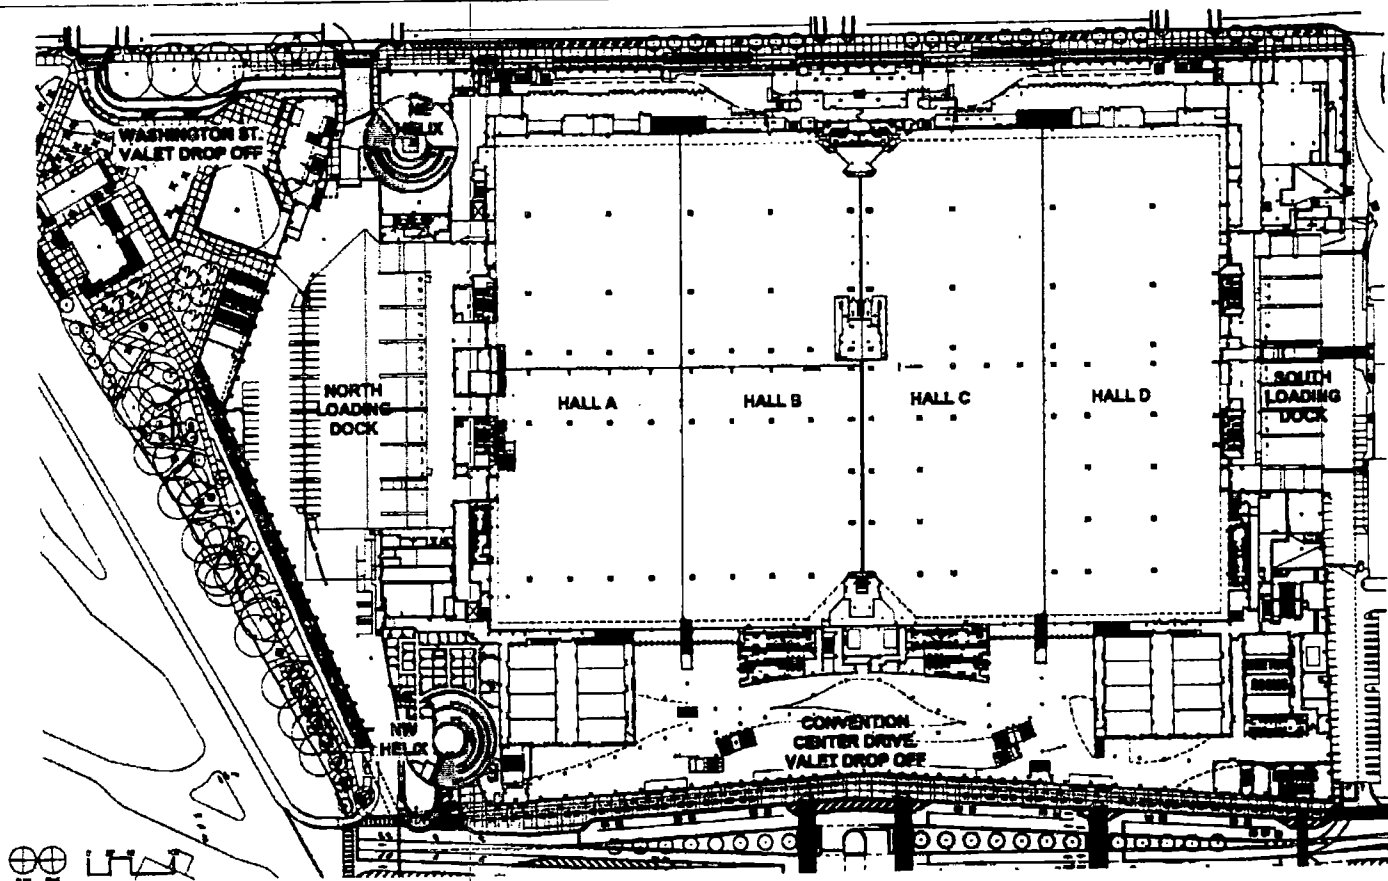 WASHINGTON ST.
VALET DROP OFF
NE
HELIX
NORTH
LOADING
DOCK
HALL A
HALL B
HALL C
HALL D
SOUTH
LOADING
DOCK
NW
HELIX
CONVENTION
CENTER DRIVE
VALET DROP OFF